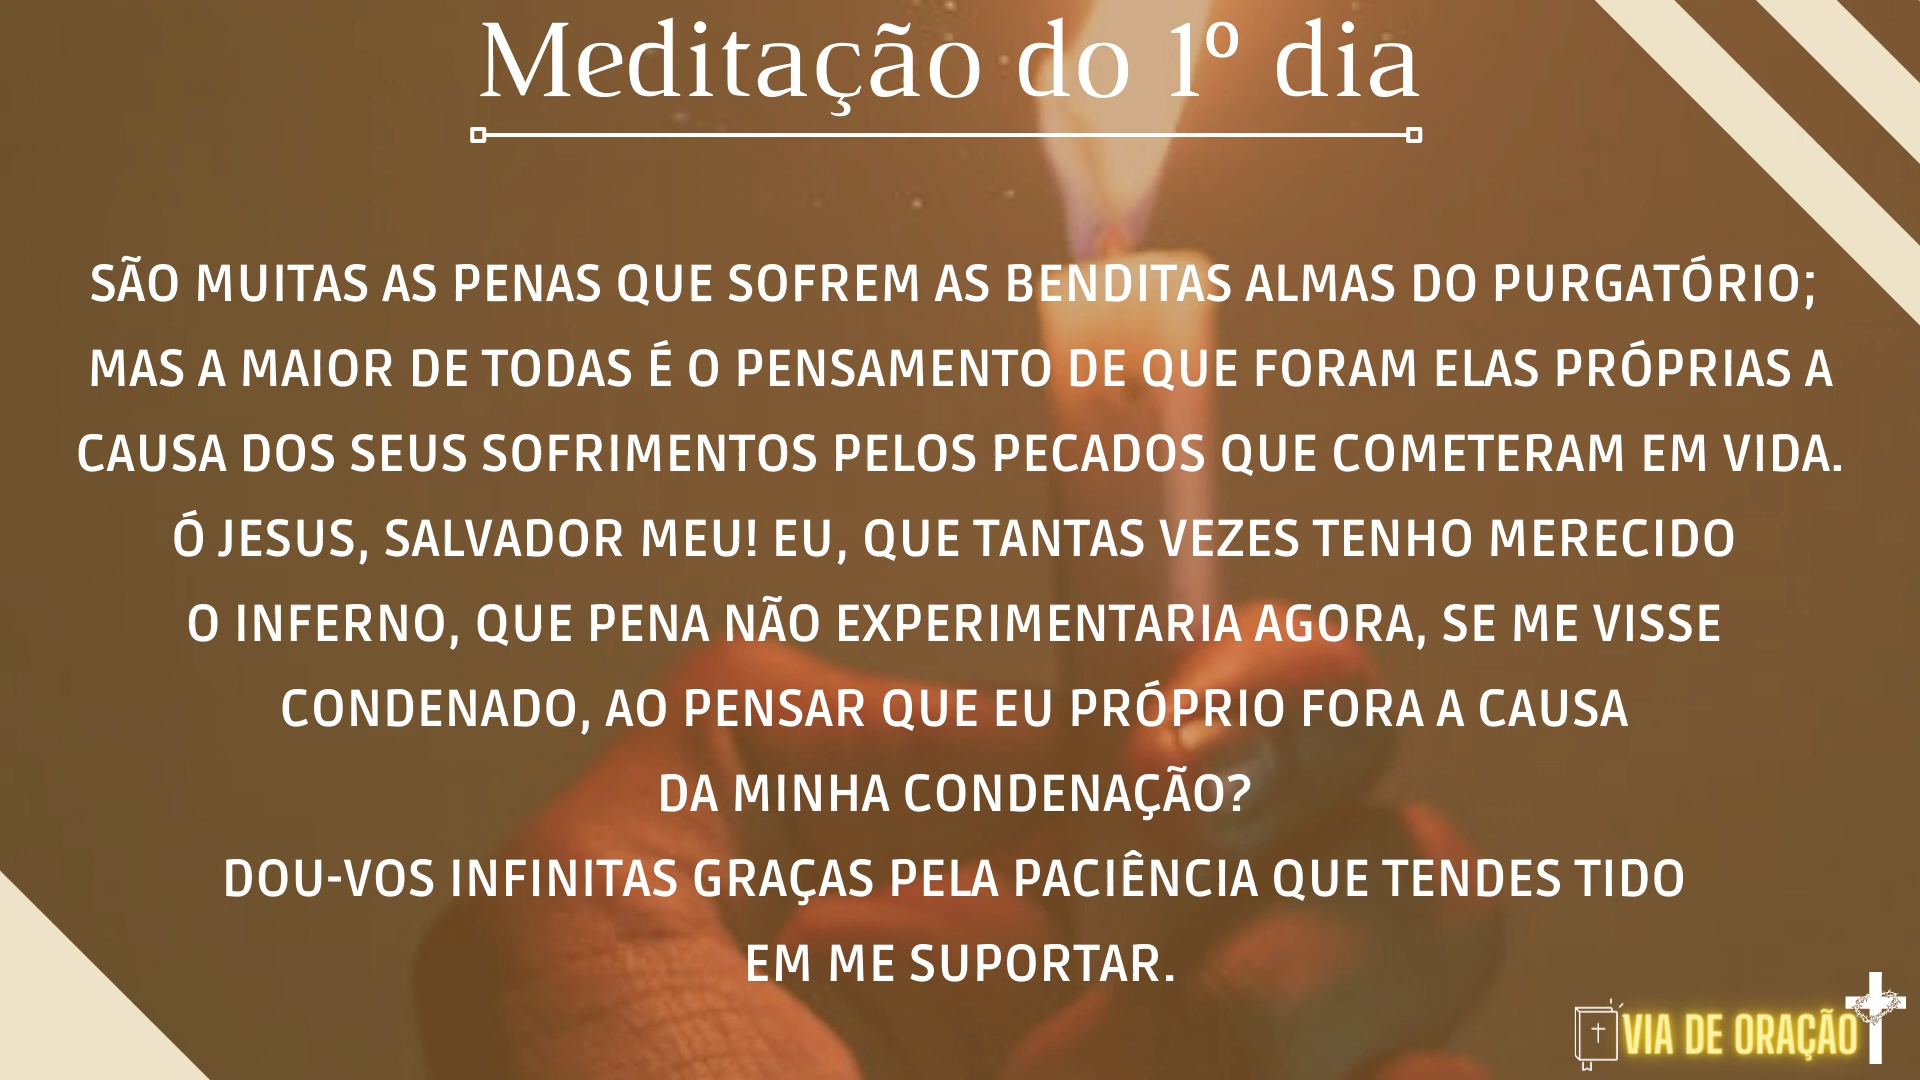 Meditação do 1º dia
SÃO MUITAS AS PENAS QUE SOFREM AS BENDITAS ALMAS DO PURGATÓRIO;
MAS A MAIOR DE TODAS É O PENSAMENTO DE QUE FORAM ELAS PRÓPRIAS A
CAUSA DOS SEUS SOFRIMENTOS PELOS PECADOS QUE COMETERAM EM VIDA.
Ó JESUS, SALVADOR MEU! EU, QUE TANTAS VEZES TENHO MERECIDO
O INFERNO, QUE PENA NÃO EXPERIMENTARIA AGORA, SE ME VISSE
CONDENADO, AO PENSAR QUE EU PRÓPRIO FORA A CAUSA
DA MINHA CONDENAÇÃO?
DOU-VOS INFINITAS GRAÇAS PELA PACIÊNCIA QUE TENDES TIDO
EM ME SUPORTAR.
VIA DE ORAÇÃO